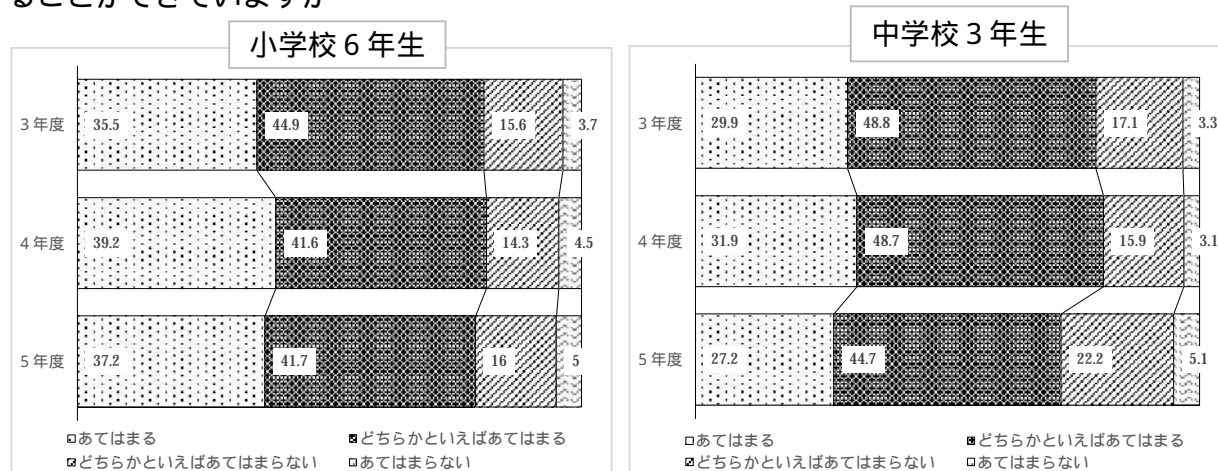 ることができていますか
小学校6年生
3年度 35.5 44.9 15.6 3.7
4年度 39.2 41.6 14.3 4.5
5年度 37.2 41.7 16 5
□あてはまる ■どちらかといえばあてはまる
□どちらかといえばあてはまらない □あてはまらない
中学校3年生
3年度 29.9 48.8 17.1 3.3
4年度 31.9 48.7 15.9 3.1
5年度 27.2 44.7 22.2 5.1
□あてはまる ■どちらかといえばあてはまる
□どちらかといえばあてはまらない □あてはまらない